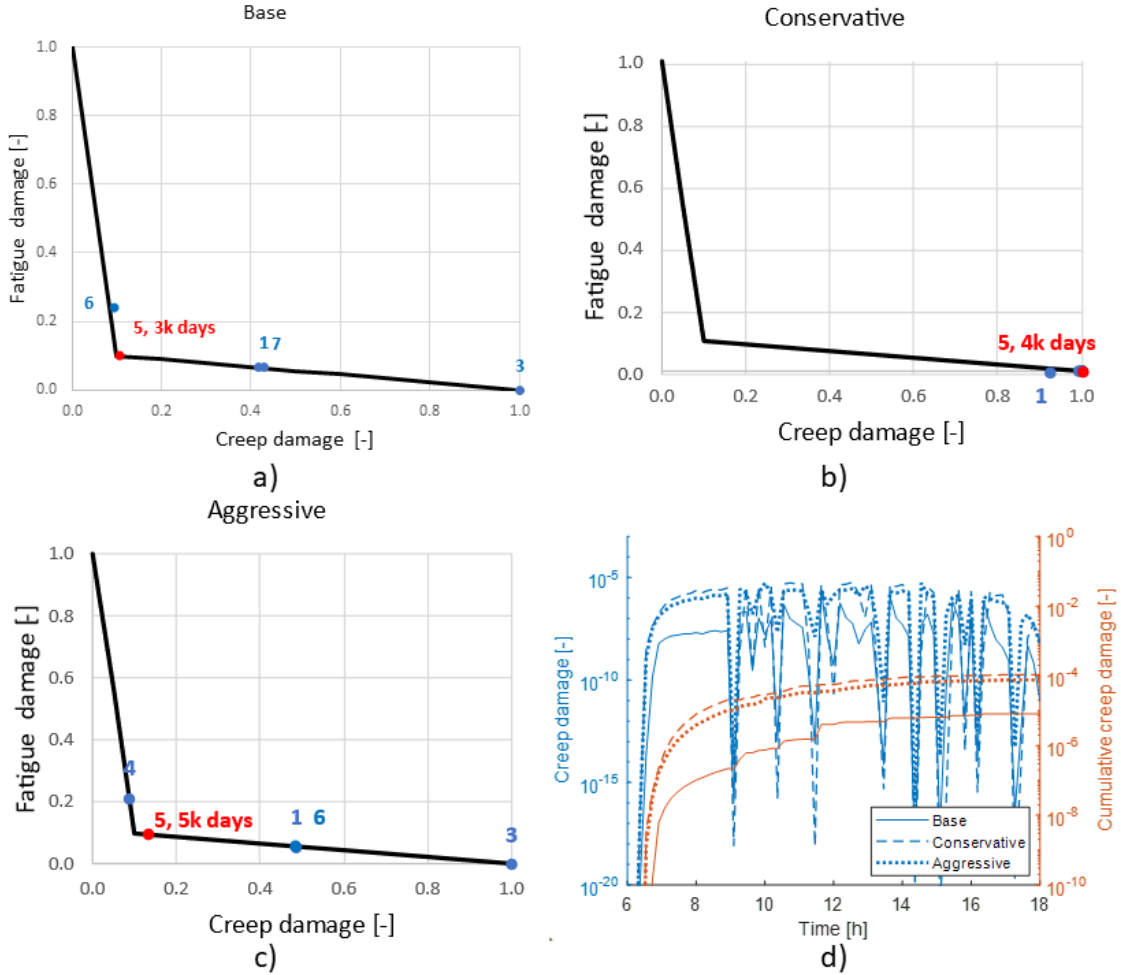 Base
1.0
0.8
0.6
0.4
0.2
0.0
Fatigue damage [-]
6
5, 3k days
1 7
3
0.0 0.2 0.4 0.6 0.8 1.0
Creep damage [-]
a)
Conservative
1.0
0.8
0.6
0.4
0.2
0.0
Fatigue damage [-]
5, 4k days
1
0.0 0.2 0.4 0.6 0.8 1.0
Creep damage [-]
b)
Aggressive
1.0
0.8
0.6
0.4
0.2
0.0
Fatigue damage [-]
4
5, 5k days
1 6
3
0.0 0.2 0.4 0.6 0.8 1.0
Creep damage [-]
c)
10^-5
10^-10
10^-15
10^-20
Creep damage [-]
10^0
10^-2
10^-4
10^-6
10^-8
10^-10
Cumulative creep damage [-]
Base
Conservative
Aggressive
6 8 10 12 14 16 18
Time [h]
d)